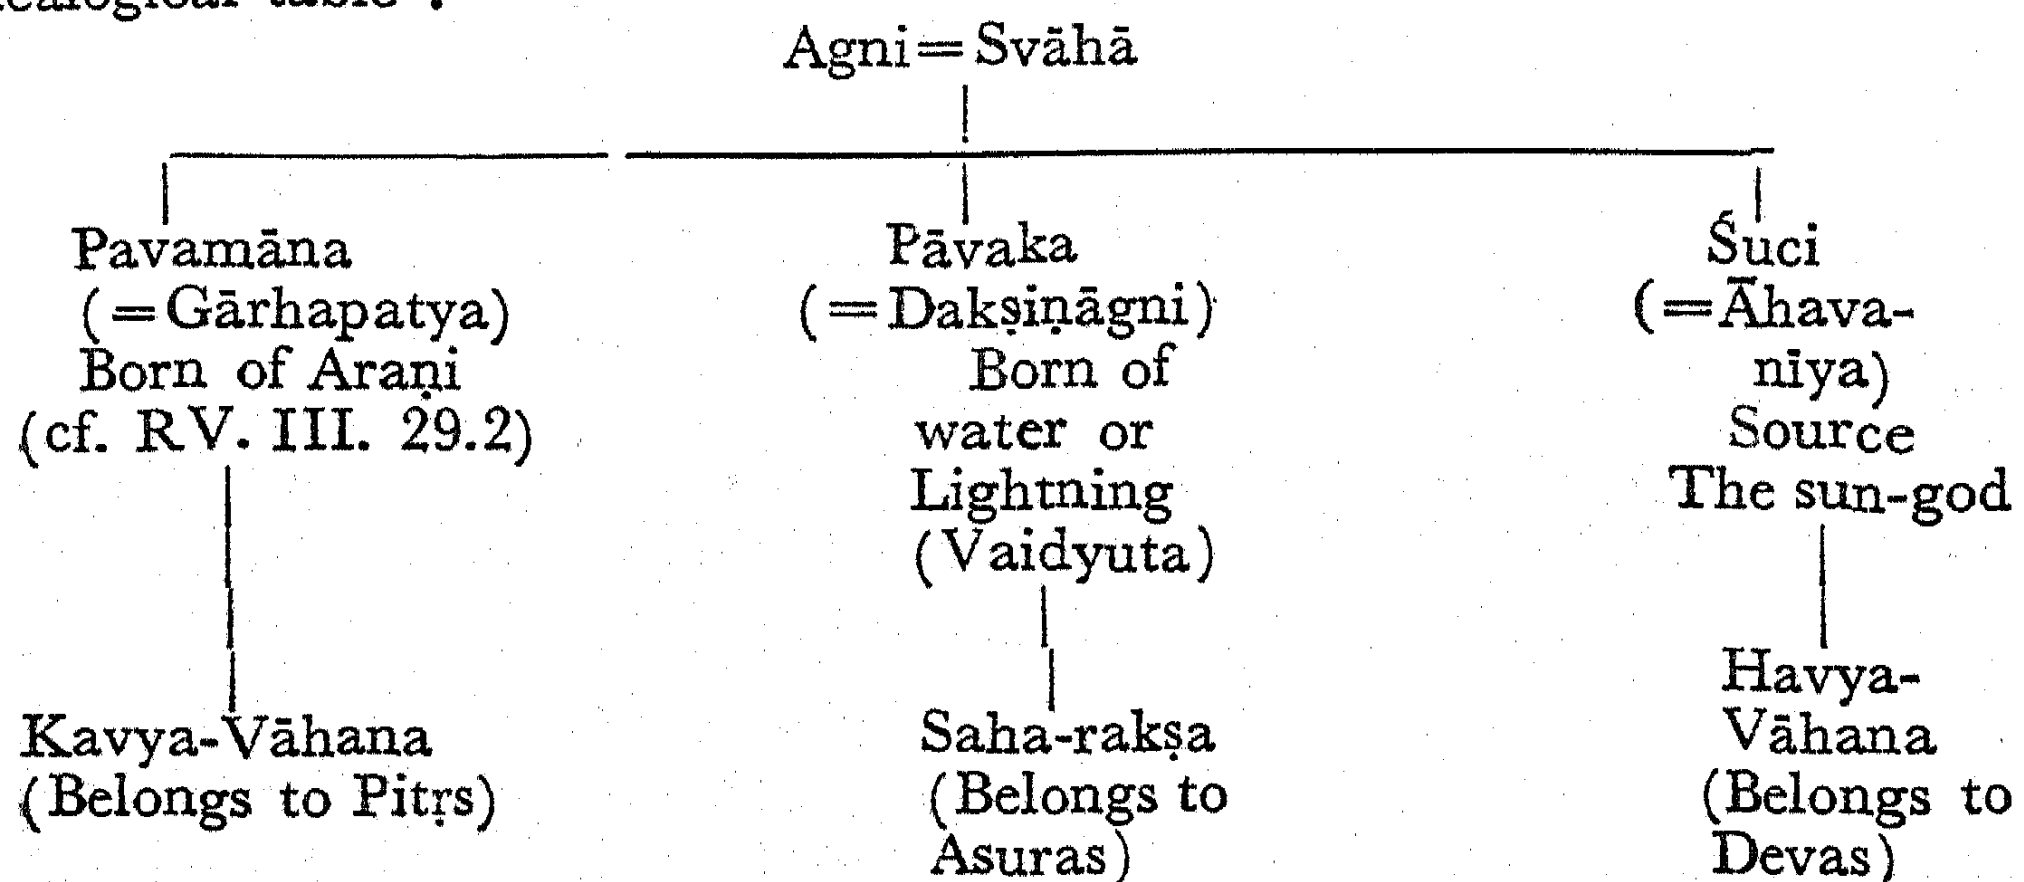 genealogical table :
Agni=Svāhā
Pavamāna
(=Gārhapatya)
Born of Araṇi
(cf. RV. III. 29.2)
Kavya-Vāhana
(Belongs to Pitṛs)
Pāvaka
(=Dakṣiṇāgni)
Born of
water or
Lightning
(Vaidyuta)
Saha-rakṣa
(Belongs to
Asuras)
Śuci
(=Āhava-
nīya)
Source
The sun-god
Havya-
Vāhana
(Belongs to
Devas)